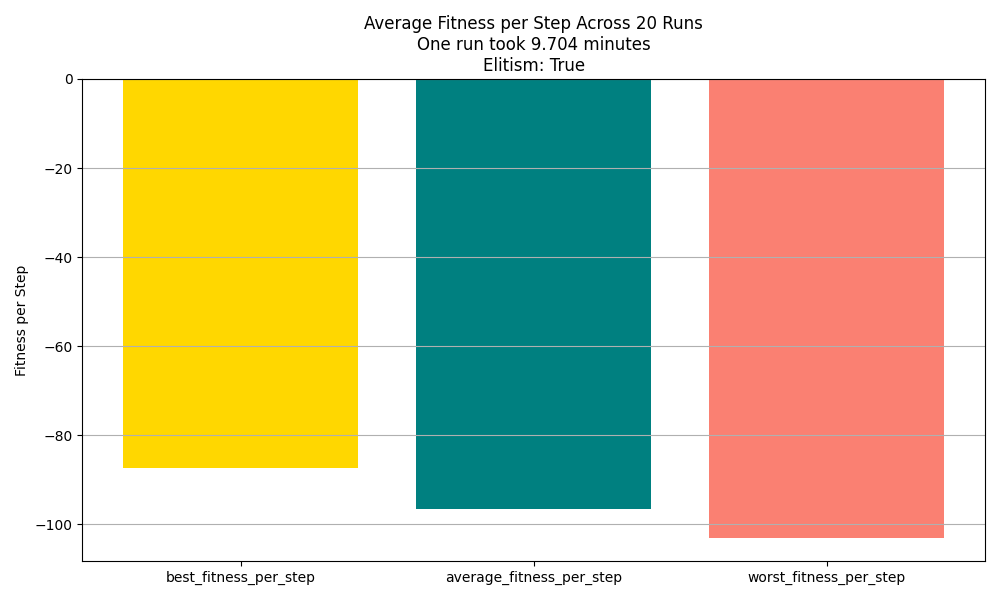 Average Fitness per Step Across 20 Runs
One run took 9.704 minutes
Elitism: True
Fitness per Step
0
−20
−40
−60
−80
−100
best_fitness_per_step
average_fitness_per_step
worst_fitness_per_step